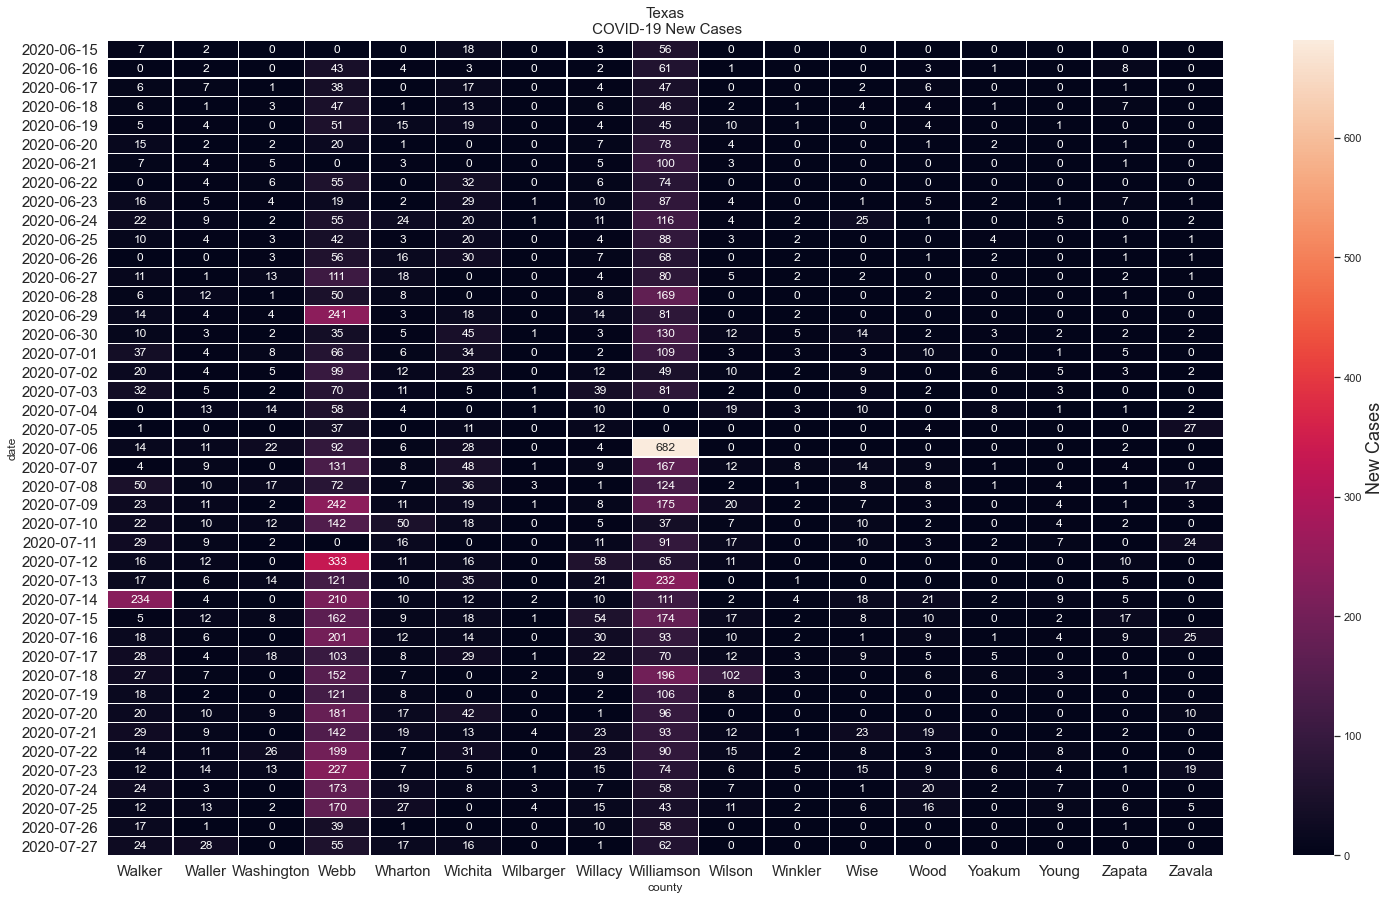 Texas
COVID-19 New Cases
2020-06-15 7 2 0 0 0 18 0 3 56 0 0 0 0 0 0 0 0
2020-06-16 0 2 0 43 4 3 0 2 61 1 0 0 3 1 0 8 0
2020-06-17 6 7 1 38 0 17 0 4 47 0 0 2 6 0 0 1 0
2020-06-18 6 1 3 47 1 13 0 6 46 2 1 4 4 1 0 7 0
2020-06-19 5 4 0 51 15 19 0 4 45 10 1 0 4 0 1 0 0
2020-06-20 15 2 2 20 1 0 0 7 78 4 0 0 1 2 0 1 0
2020-06-21 7 4 5 0 3 0 0 5 100 3 0 0 0 0 0 1 0
2020-06-22 0 4 6 55 0 32 0 6 74 0 0 0 0 0 0 0 0
2020-06-23 16 5 4 19 2 29 1 10 87 4 0 1 5 2 1 7 1
2020-06-24 22 9 2 55 24 20 1 11 116 4 2 25 1 0 5 0 2
2020-06-25 10 4 3 42 3 20 0 4 88 3 2 0 0 4 0 1 1
2020-06-26 0 0 3 56 16 30 0 7 68 0 2 0 1 2 0 1 1
2020-06-27 11 1 13 111 18 0 0 4 80 5 2 2 0 0 0 2 1
2020-06-28 6 12 1 50 8 0 0 8 169 0 0 0 2 0 0 1 0
2020-06-29 14 4 4 241 3 18 0 14 81 0 2 0 0 0 0 0 0
2020-06-30 10 3 2 35 5 45 1 3 130 12 5 14 2 3 2 2 2
2020-07-01 37 4 8 66 6 34 0 2 109 3 3 3 10 0 1 5 0
2020-07-02 20 4 5 99 12 23 0 12 49 10 2 9 0 6 5 3 2
2020-07-03 32 5 2 70 11 5 1 39 81 2 0 9 2 0 3 0 0
2020-07-04 0 13 14 58 4 0 1 10 0 19 3 10 0 8 1 1 2
2020-07-05 1 0 0 37 0 11 0 12 0 0 0 0 4 0 0 0 27
2020-07-06 14 11 22 92 6 28 0 4 682 0 0 0 0 0 0 2 0
2020-07-07 4 9 0 131 8 48 1 9 167 12 8 14 9 1 0 4 0
2020-07-08 50 10 17 72 7 36 3 1 124 2 1 8 8 1 4 1 17
2020-07-09 23 11 2 242 11 19 1 8 175 20 2 7 3 0 4 1 3
2020-07-10 22 10 12 142 50 18 0 5 37 7 0 10 2 0 4 2 0
2020-07-11 29 9 2 0 16 0 0 11 91 17 0 10 3 2 7 0 24
2020-07-12 16 12 0 333 11 16 0 58 65 11 0 0 0 0 0 10 0
2020-07-13 17 6 14 121 10 35 0 21 232 0 1 0 0 0 0 5 0
2020-07-14 234 4 0 210 10 12 2 10 111 2 4 18 21 2 9 5 0
2020-07-15 5 12 8 162 9 18 1 54 174 17 2 8 10 0 2 17 0
2020-07-16 18 6 0 201 12 14 0 30 93 10 2 1 9 1 4 9 25
2020-07-17 28 4 18 103 8 29 1 22 70 12 3 9 5 5 0 0 0
2020-07-18 27 7 0 152 7 0 2 9 196 102 3 0 6 6 3 1 0
2020-07-19 18 2 0 121 8 0 0 2 106 8 0 0 0 0 0 0 0
2020-07-20 20 10 9 181 17 42 0 1 96 0 0 0 0 0 0 0 10
2020-07-21 29 9 0 142 19 13 4 23 93 12 1 23 19 0 2 2 0
2020-07-22 14 11 26 199 7 31 0 23 90 15 2 8 3 0 8 0 0
2020-07-23 12 14 13 227 7 5 1 15 74 6 5 15 9 6 4 1 19
2020-07-24 24 3 0 173 19 8 3 7 58 7 0 1 20 2 7 0 0
2020-07-25 12 13 2 170 27 0 4 15 43 11 2 6 16 0 9 6 5
2020-07-26 17 1 0 39 1 0 0 10 58 0 0 0 0 0 0 1 0
2020-07-27 24 28 0 55 17 16 0 1 62 0 0 0 0 0 0 0 0
Walker Waller Washington Webb Wharton Wichita Wilbarger Willacy Williamson Wilson Winkler Wise Wood Yoakum Young Zapata Zavala
county
date
600
500
400
300
200
100
0
New Cases